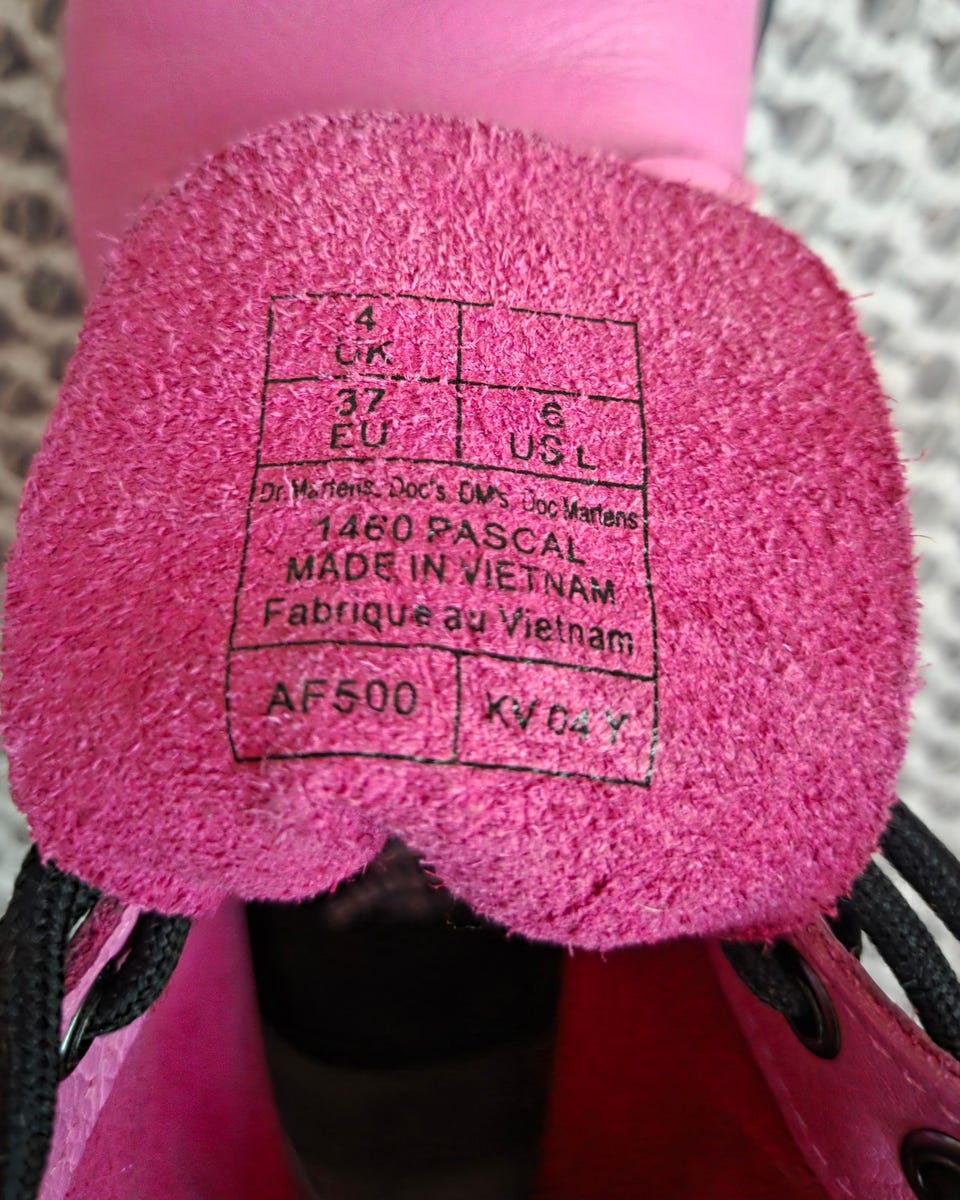 4
UK
37
EU
6
US L
Dr. Martens. Doc's. DM's. Doc Martens
1460 PASCAL
MADE IN VIETNAM
Fabrique au Vietnam
AF500
KV 04 Y